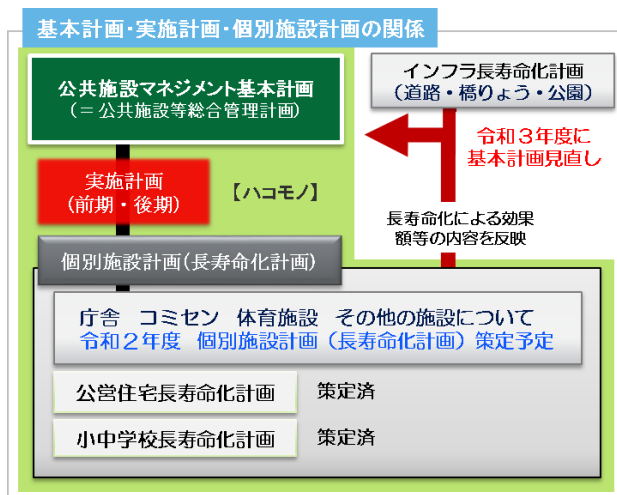 基本計画・実施計画・個別施設計画の関係
公共施設マネジメント基本計画
(=公共施設等総合管理計画)
インフラ長寿命化計画
(道路・橋りょう・公園)
令和3年度に
基本計画見直し
実施計画
(前期・後期)
【ハコモノ】
長寿命化による効果
額等の内容を反映
個別施設計画(長寿命化計画)
庁舎 コミセン 体育施設 その他の施設について
令和2年度 個別施設計画(長寿命化計画)策定予定
公営住宅長寿命化計画 策定済
小中学校長寿命化計画 策定済